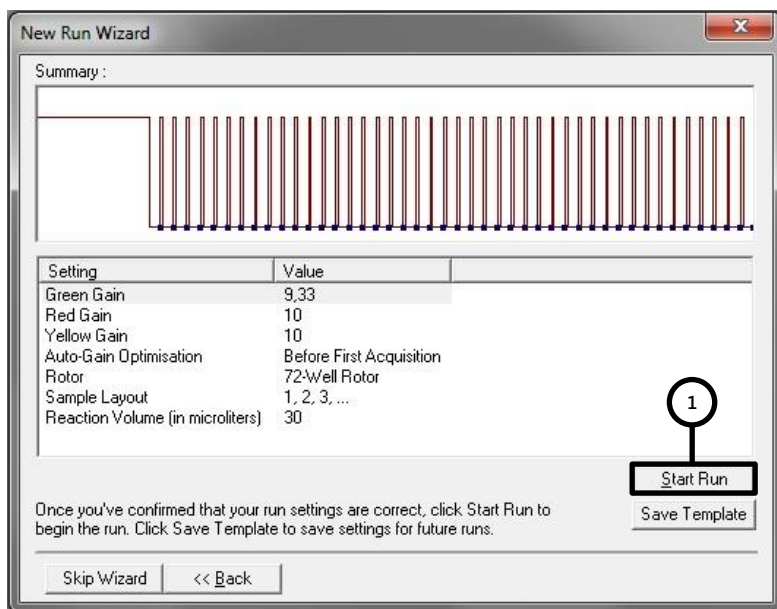 New Run Wizard
Summary :
Setting Value
Green Gain 9,33
Red Gain 10
Yellow Gain 10
Auto-Gain Optimisation Before First Acquisition
Rotor 72-Well Rotor
Sample Layout 1, 2, 3, ...
Reaction Volume (in microliters) 30
1
Start Run
Once you've confirmed that your run settings are correct, click Start Run to
begin the run. Click Save Template to save settings for future runs.
Save Template
Skip Wizard << Back